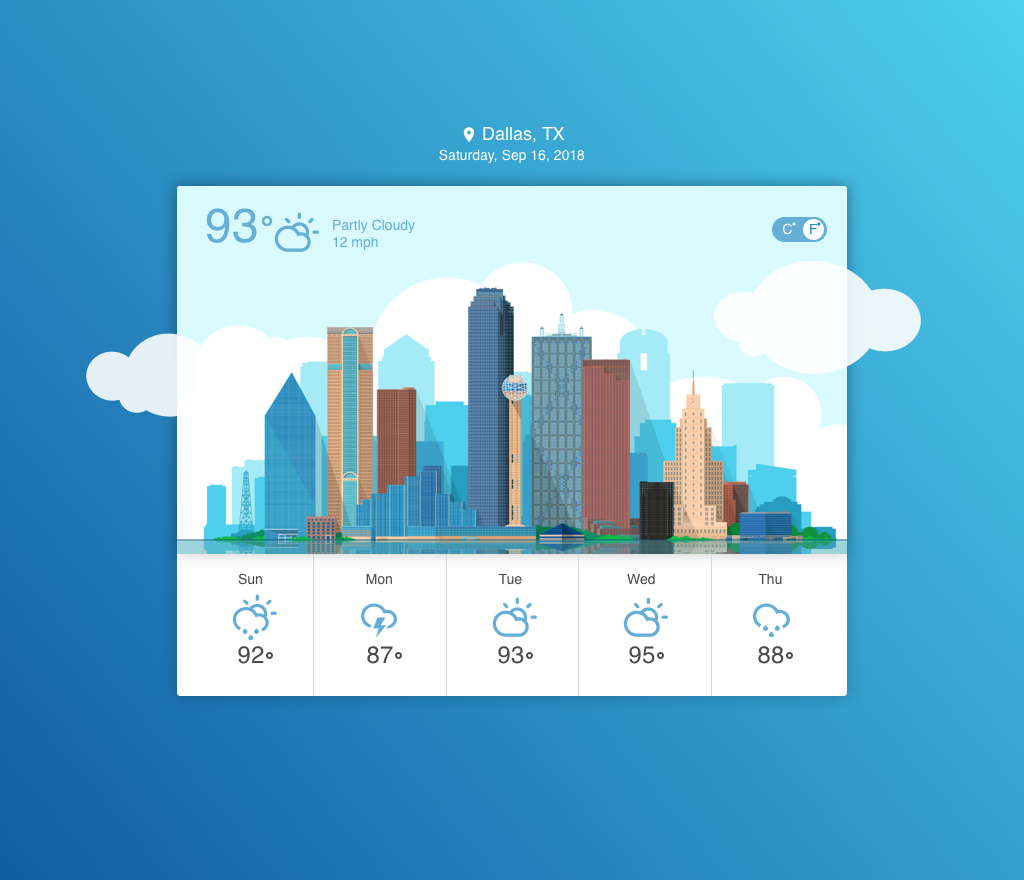 Dallas, TX
Saturday, Sep 16, 2018
93°
Partly Cloudy
12 mph
C° F°
Sun
Mon
Tue
Wed
Thu
92°
87°
93°
95°
88°